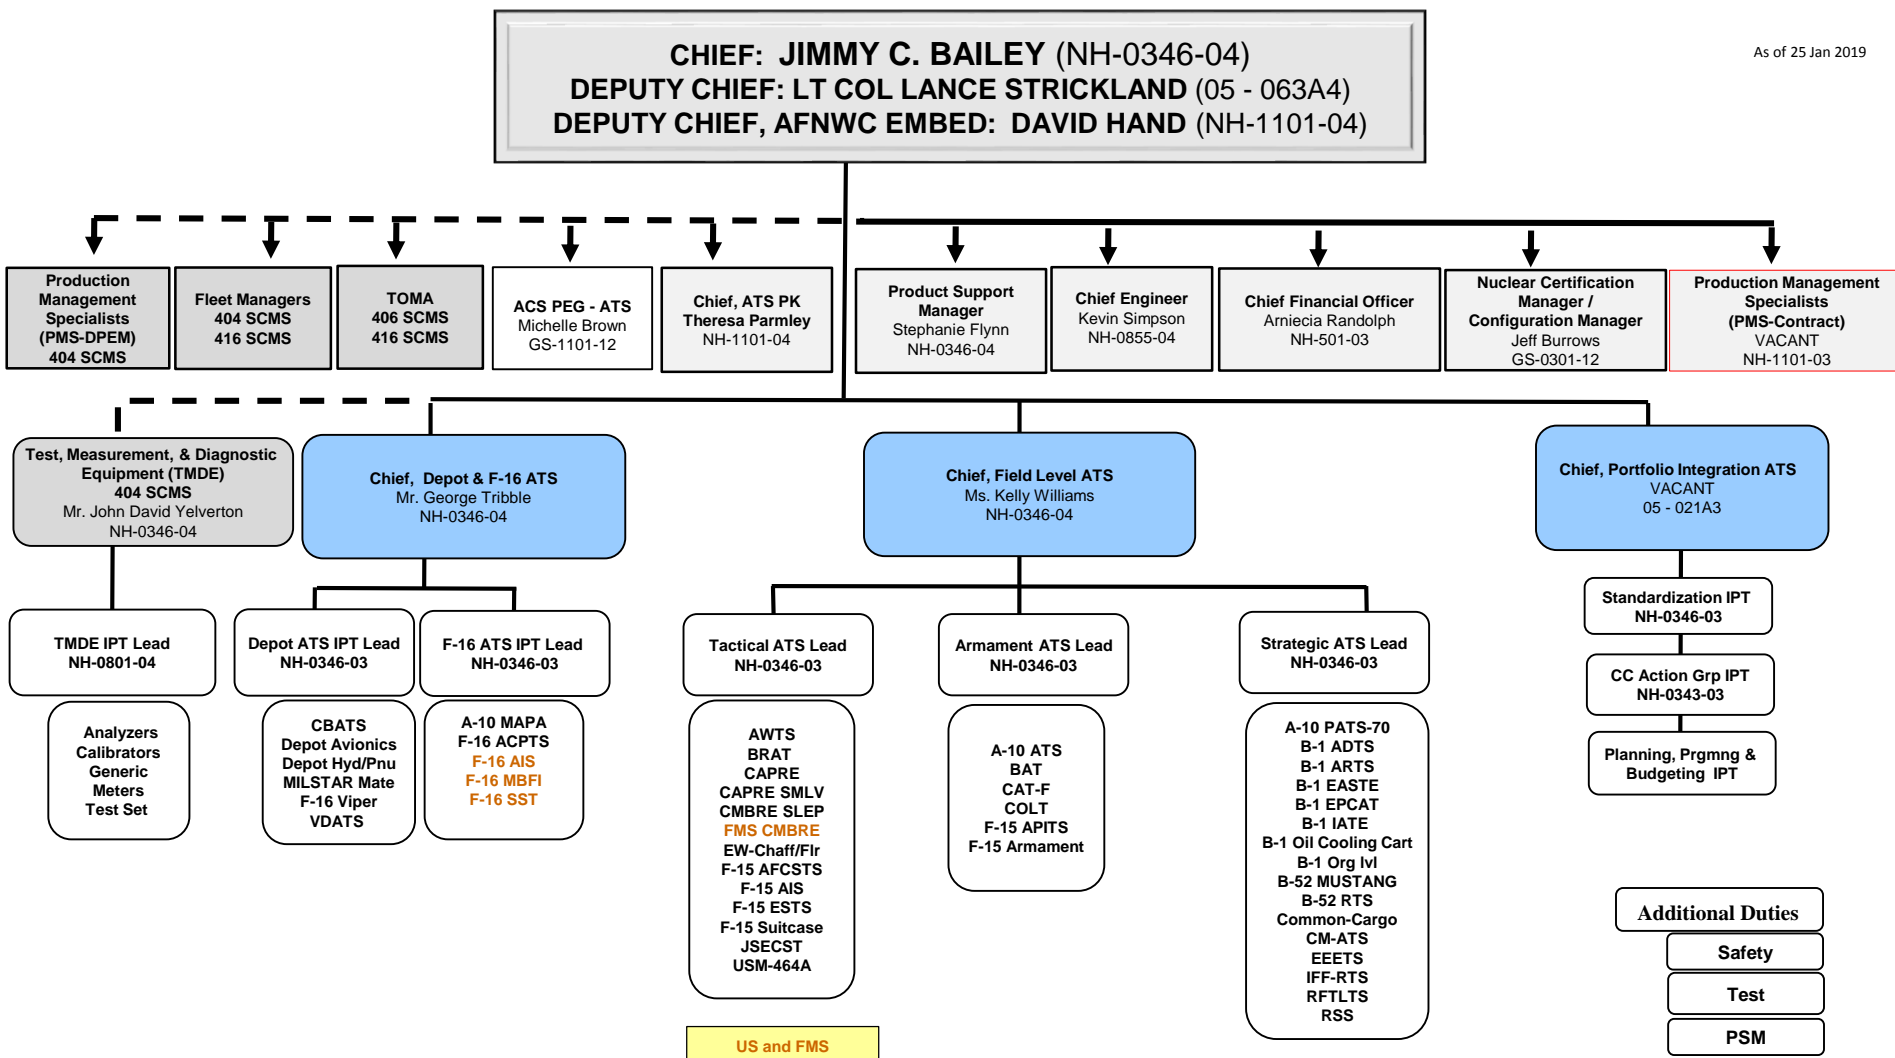 CHIEF: JIMMY C. BAILEY (NH-0346-04)
DEPUTY CHIEF: LT COL LANCE STRICKLAND (05 - 063A4)
DEPUTY CHIEF, AFNWC EMBED: DAVID HAND (NH-1101-04)
As of 25 Jan 2019
Production
Management
Specialists
(PMS-DPEM)
404 SCMS
Fleet Managers
404 SCMS
416 SCMS
TOMA
406 SCMS
416 SCMS
ACS PEG - ATS
Michelle Brown
GS-1101-12
Chief, ATS PK
Theresa Parmley
NH-1101-04
Product Support
Manager
Stephanie Flynn
NH-0346-04
Chief Engineer
Kevin Simpson
NH-0855-04
Chief Financial Officer
Arniecia Randolph
NH-501-03
Nuclear Certification
Manager /
Configuration Manager
Jeff Burrows
GS-0301-12
Production Management
Specialists
(PMS-Contract)
VACANT
NH-1101-03
Test, Measurement, & Diagnostic
Equipment (TMDE)
404 SCMS
Mr. John David Yelverton
NH-0346-04
Chief, Depot & F-16 ATS
Mr. George Tribble
NH-0346-04
Chief, Field Level ATS
Ms. Kelly Williams
NH-0346-04
Chief, Portfolio Integration ATS
VACANT
05 - 021A3
TMDE IPT Lead
NH-0801-04
Depot ATS IPT Lead
NH-0346-03
F-16 ATS IPT Lead
NH-0346-03
Tactical ATS Lead
NH-0346-03
Armament ATS Lead
NH-0346-03
Strategic ATS Lead
NH-0346-03
Standardization IPT
NH-0346-03
CC Action Grp IPT
NH-0343-03
Planning, Prgmng &
Budgeting IPT
Analyzers
Calibrators
Generic
Meters
Test Set
CBATS
Depot Avionics
Depot Hyd/Pnu
MILSTAR Mate
F-16 Viper
VDATS
A-10 MAPA
F-16 ACPTS
F-16 AIS
F-16 MBFI
F-16 SST
AWTS
BRAT
CAPRE
CAPRE SMLV
CMBRE SLEP
FMS CMBRE
EW-Chaff/Flr
F-15 AFCSTS
F-15 AIS
F-15 ESTS
F-15 Suitcase
JSECST
USM-464A
A-10 ATS
BAT
CAT-F
COLT
F-15 APITS
F-15 Armament
A-10 PATS-70
B-1 ADTS
B-1 ARTS
B-1 EASTE
B-1 EPCAT
B-1 IATE
B-1 Oil Cooling Cart
B-1 Org lvl
B-52 MUSTANG
B-52 RTS
Common-Cargo
CM-ATS
EEETS
IFF-RTS
RFTLTS
RSS
Additional Duties
Safety
Test
PSM
US and FMS